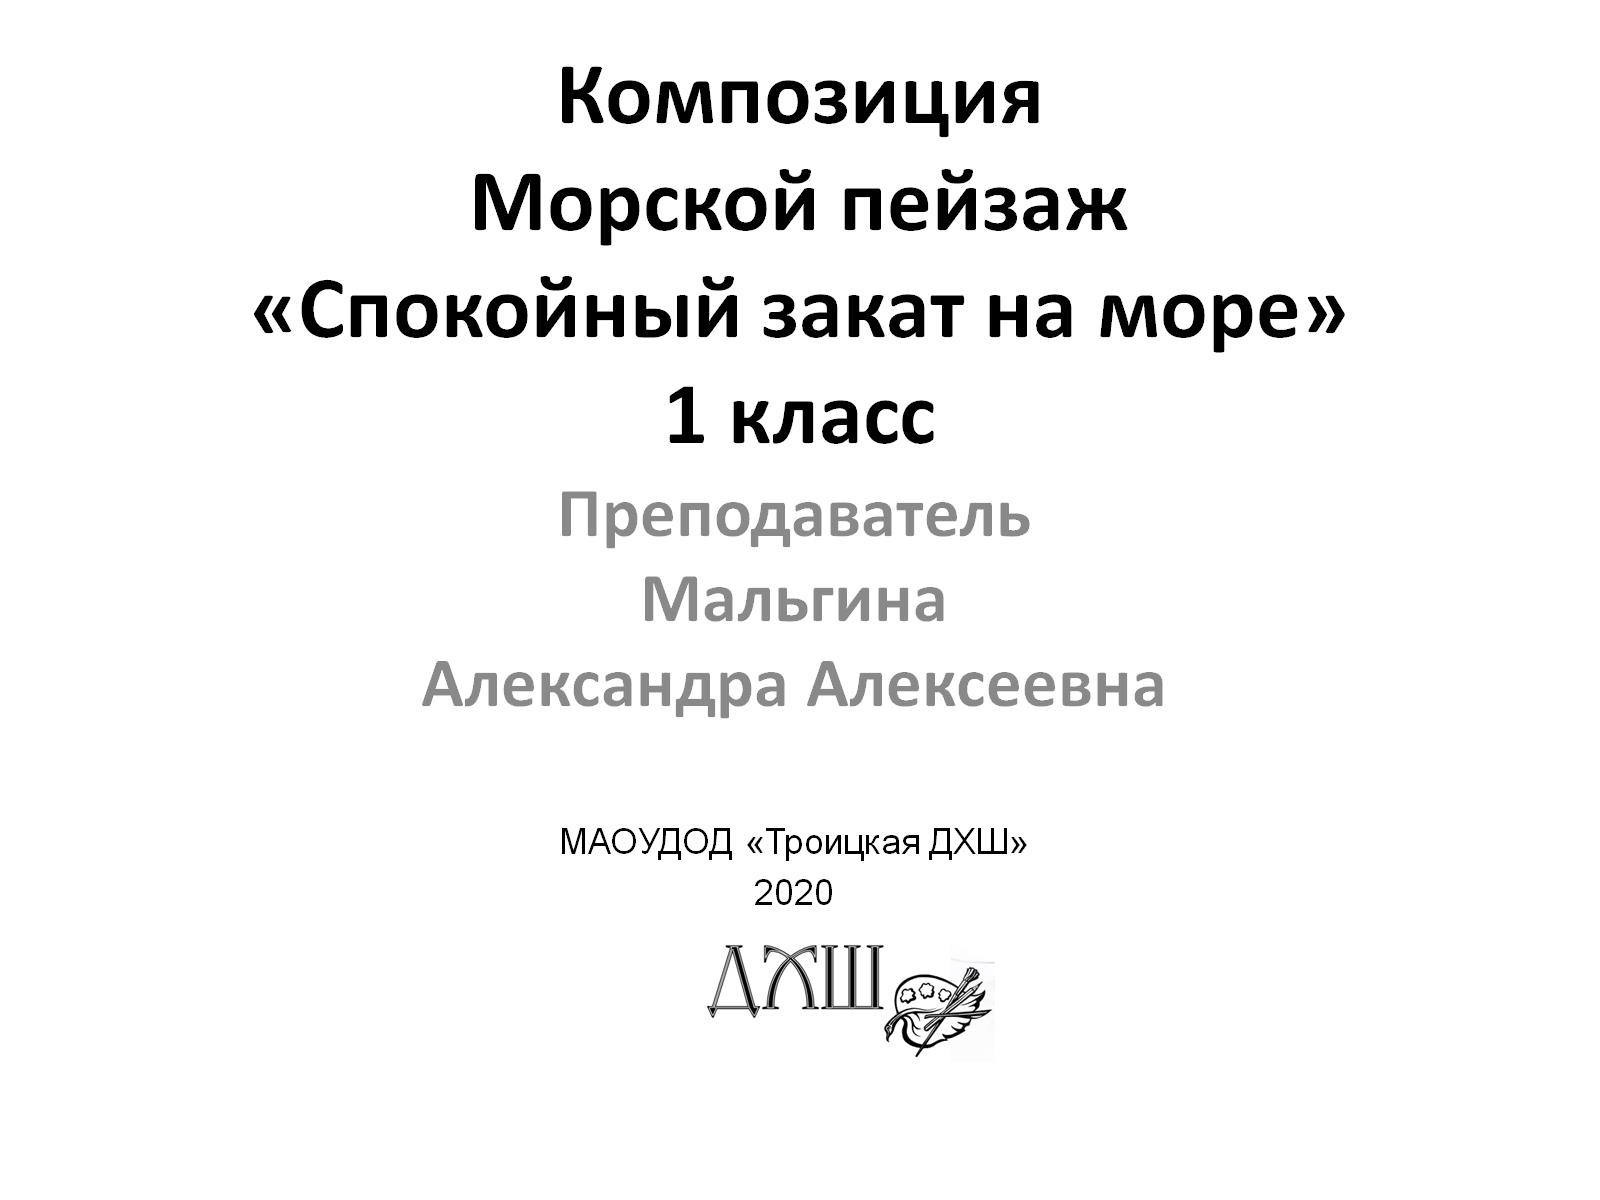 Композиция
Морской пейзаж
«Спокойный закат на море»
1 класс
Преподаватель
Мальгина
Александра Алексеевна
МАОУДОД «Троицкая ДХШ»
2020
ДХШ